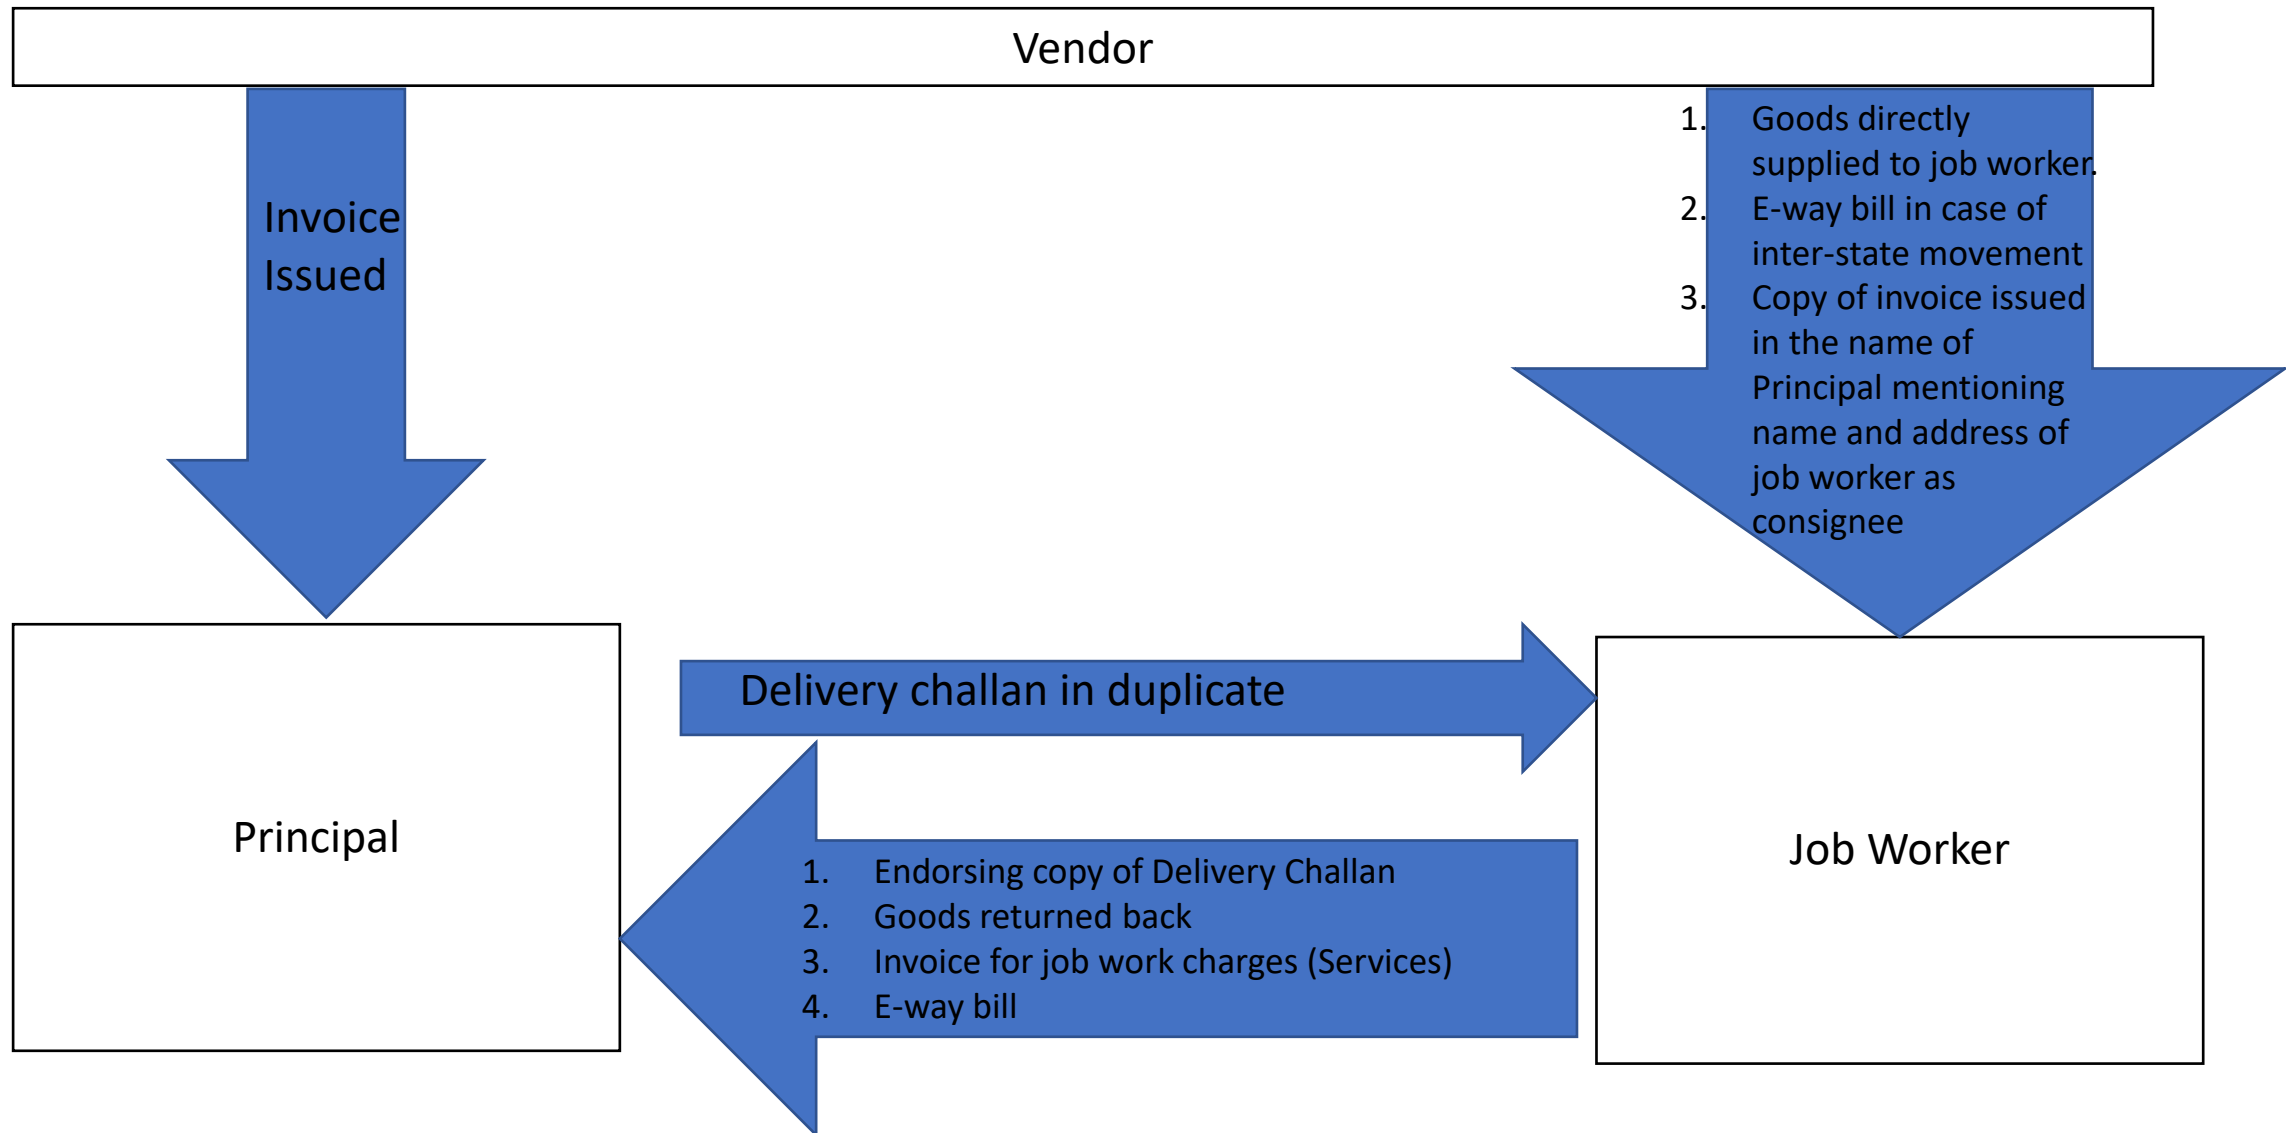 Vendor
Invoice
Issued
1. Goods directly
supplied to job worker.
2. E-way bill in case of
inter-state movement
3. Copy of invoice issued
in the name of
Principal mentioning
name and address of
job worker as
consignee
Delivery challan in duplicate
Principal
1. Endorsing copy of Delivery Challan
2. Goods returned back
3. Invoice for job work charges (Services)
4. E-way bill
Job Worker